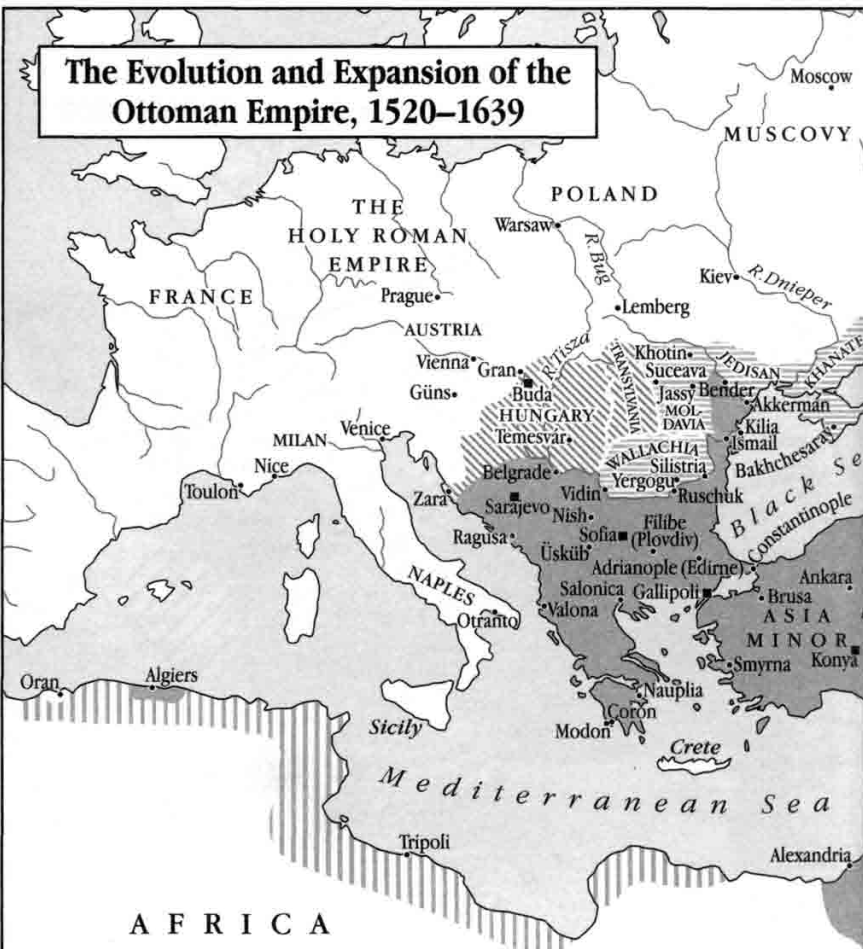 The Evolution and Expansion of the
Ottoman Empire, 1520–1639
Moscow
MUSCOVY
POLAND
THE
HOLY ROMAN
EMPIRE
Warsaw
R. Bug
Kiev
R. Dnieper
FRANCE
Prague
Lemberg
AUSTRIA
R. Tisza
Khotin
JEDISAN
KHANATE
Vienna
Gran
TRANSYLVANIA
Suceava
Güns
Buda
Jassy
Bender
HUNGARY
MOL-
DAVIA
Akkerman
Venice
Temesvár
Kilia
MILAN
Ismail
WALLACHIA
Bakhchesaray
Nice
Belgrade
Silistria
Yergogu
Toulon
Zara
Vidin
Ruschuk
Black Se
Sarajevo
Nish
Filibe
(Plovdiv)
Constantinople
Ragusa
Sofia
Üsküb
Adrianople (Edirne)
NAPLES
Salonica
Gallipoli
Ankara
Brusa
Otranto
Valona
ASIA
MINOR
Smyrna
Konya
Oran
Algiers
Nauplia
Sicily
Coron
Modon
Crete
Mediterranean Sea
Tripoli
Alexandria
AFRICA